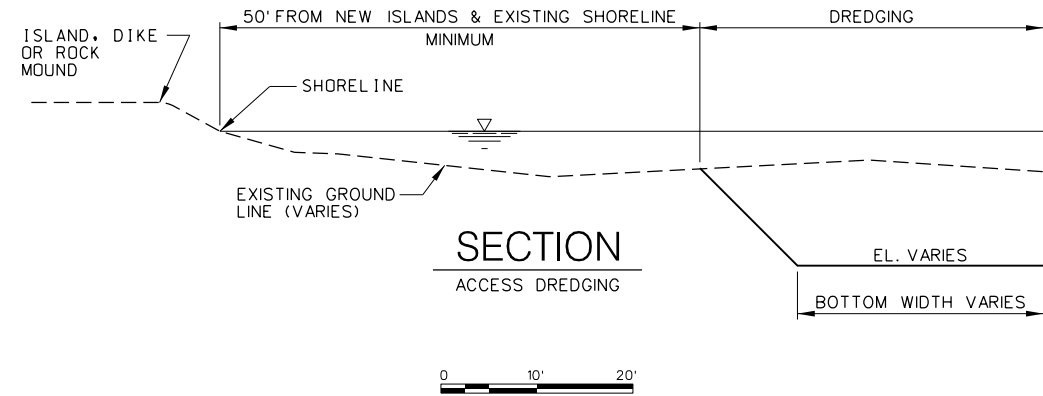 50' FROM NEW ISLANDS & EXISTING SHORELINE
MINIMUM
DREDGING
ISLAND, DIKE
OR ROCK
MOUND
SHORELINE
EXISTING GROUND
LINE (VARIES)
SECTION
ACCESS DREDGING
EL. VARIES
BOTTOM WIDTH VARIES
0 10' 20'